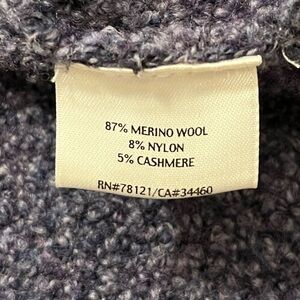 87% MERINO WOOL
8% NYLON
5% CASHMERE
RN#78121/CA#34460